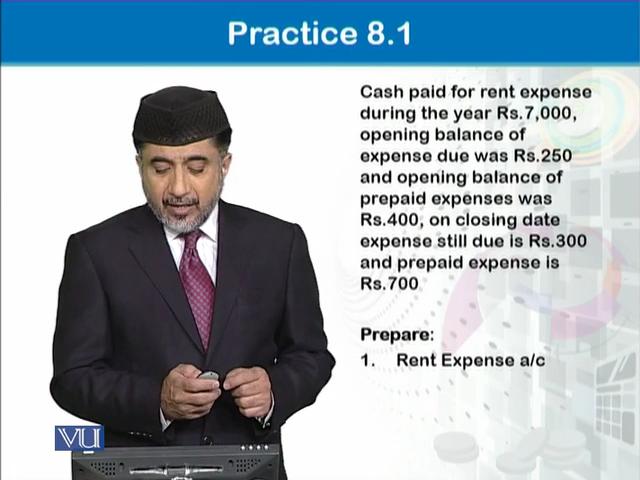 Practice 8.1
Cash paid for rent expense
during the year Rs.7,000,
opening balance of
expense due was Rs.250
and opening balance of
prepaid expenses was
Rs.400, on closing date
expense still due is Rs.300
and prepaid expense is
Rs.700
Prepare:
1. Rent Expense a/c
VU